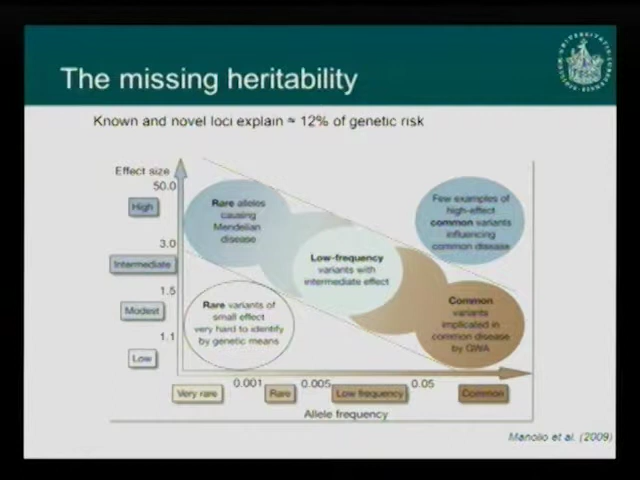 The missing heritability
Known and novel loci explain ≈ 12% of genetic risk
Effect size
50.0
High
3.0
Intermediate
1.5
Modest
1.1
Low
Rare alleles
causing
Mendelian
disease
Low-frequency
variants with
intermediate effect
Few examples of
high-effect
common variants
influencing
common disease
Rare variants of
small effect
very hard to identify
by genetic means
Common
variants
implicated in
common disease
by GWA
0.001
0.005
0.05
Very rare
Rare
Low frequency
Common
Allele frequency
Manolio et al. (2009)